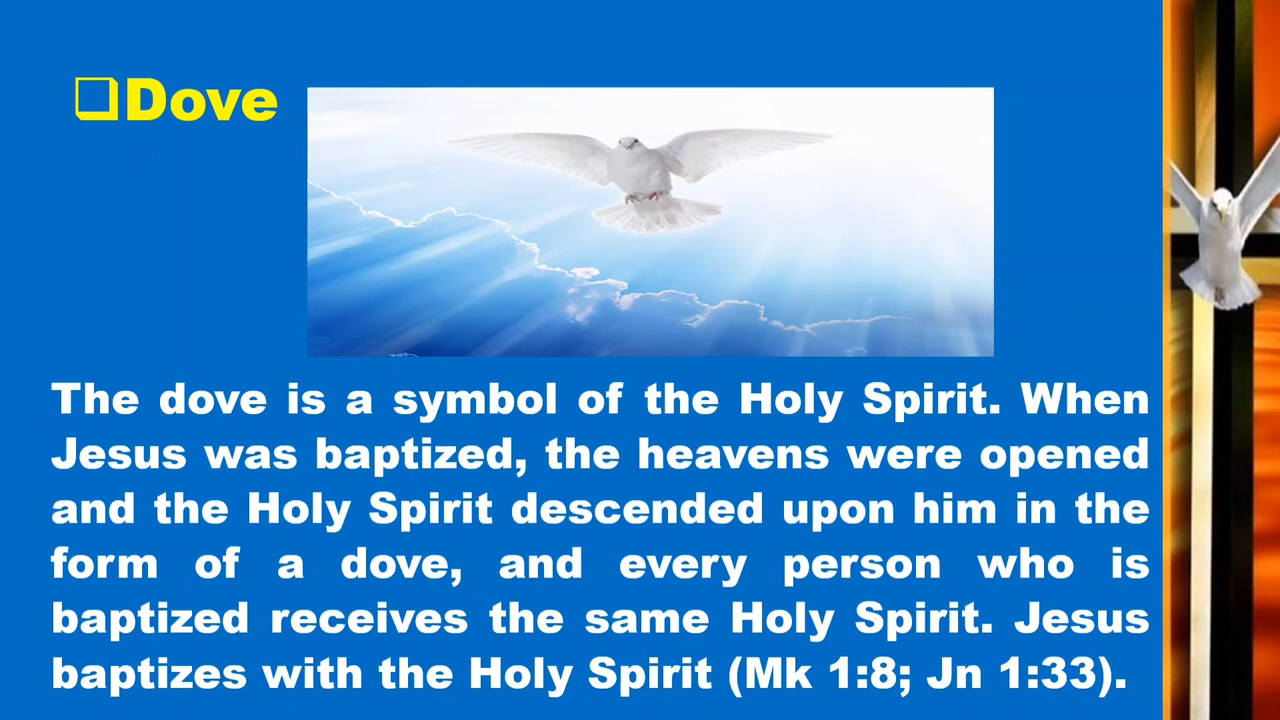 ❑Dove
The dove is a symbol of the Holy Spirit. When
Jesus was baptized, the heavens were opened
and the Holy Spirit descended upon him in the
form of a dove, and every person who is
baptized receives the same Holy Spirit. Jesus
baptizes with the Holy Spirit (Mk 1:8; Jn 1:33).